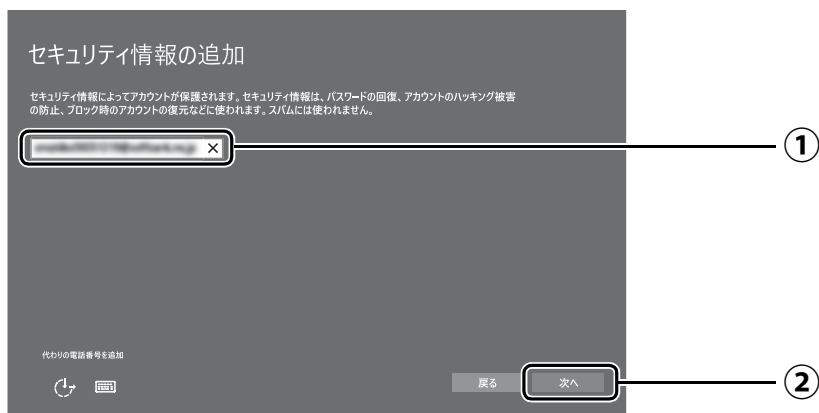 セキュリティ情報の追加
セキュリティ情報によってアカウントが保護されます。セキュリティ情報は、パスワードの回復、アカウントのハッキング被害
の防止、ブロック時のアカウントの復元などに使われます。スパムには使われません。
①
代わりの電話番号を追加
戻る
次へ
②